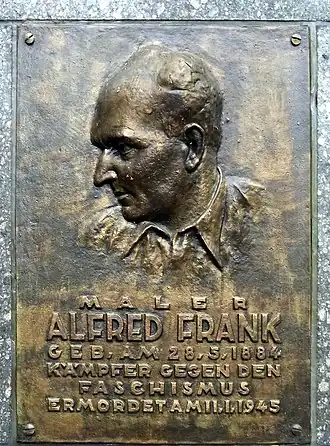 MALER
ALFRED FRANK
GEB. AM 28.5.1884
KÄMPFER GEGEN DEN
FASCHISMUS
ERMORDET AM 11.1.1945